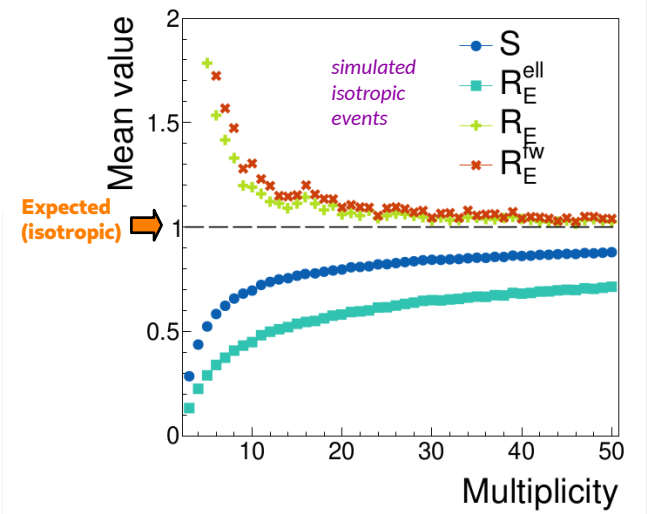 2
1.5
1
0.5
0
Mean value
simulated
isotropic
events
S
R_E^ell
R_E
R_E^fw
Expected
(isotropic)
10
20
30
40
50
Multiplicity